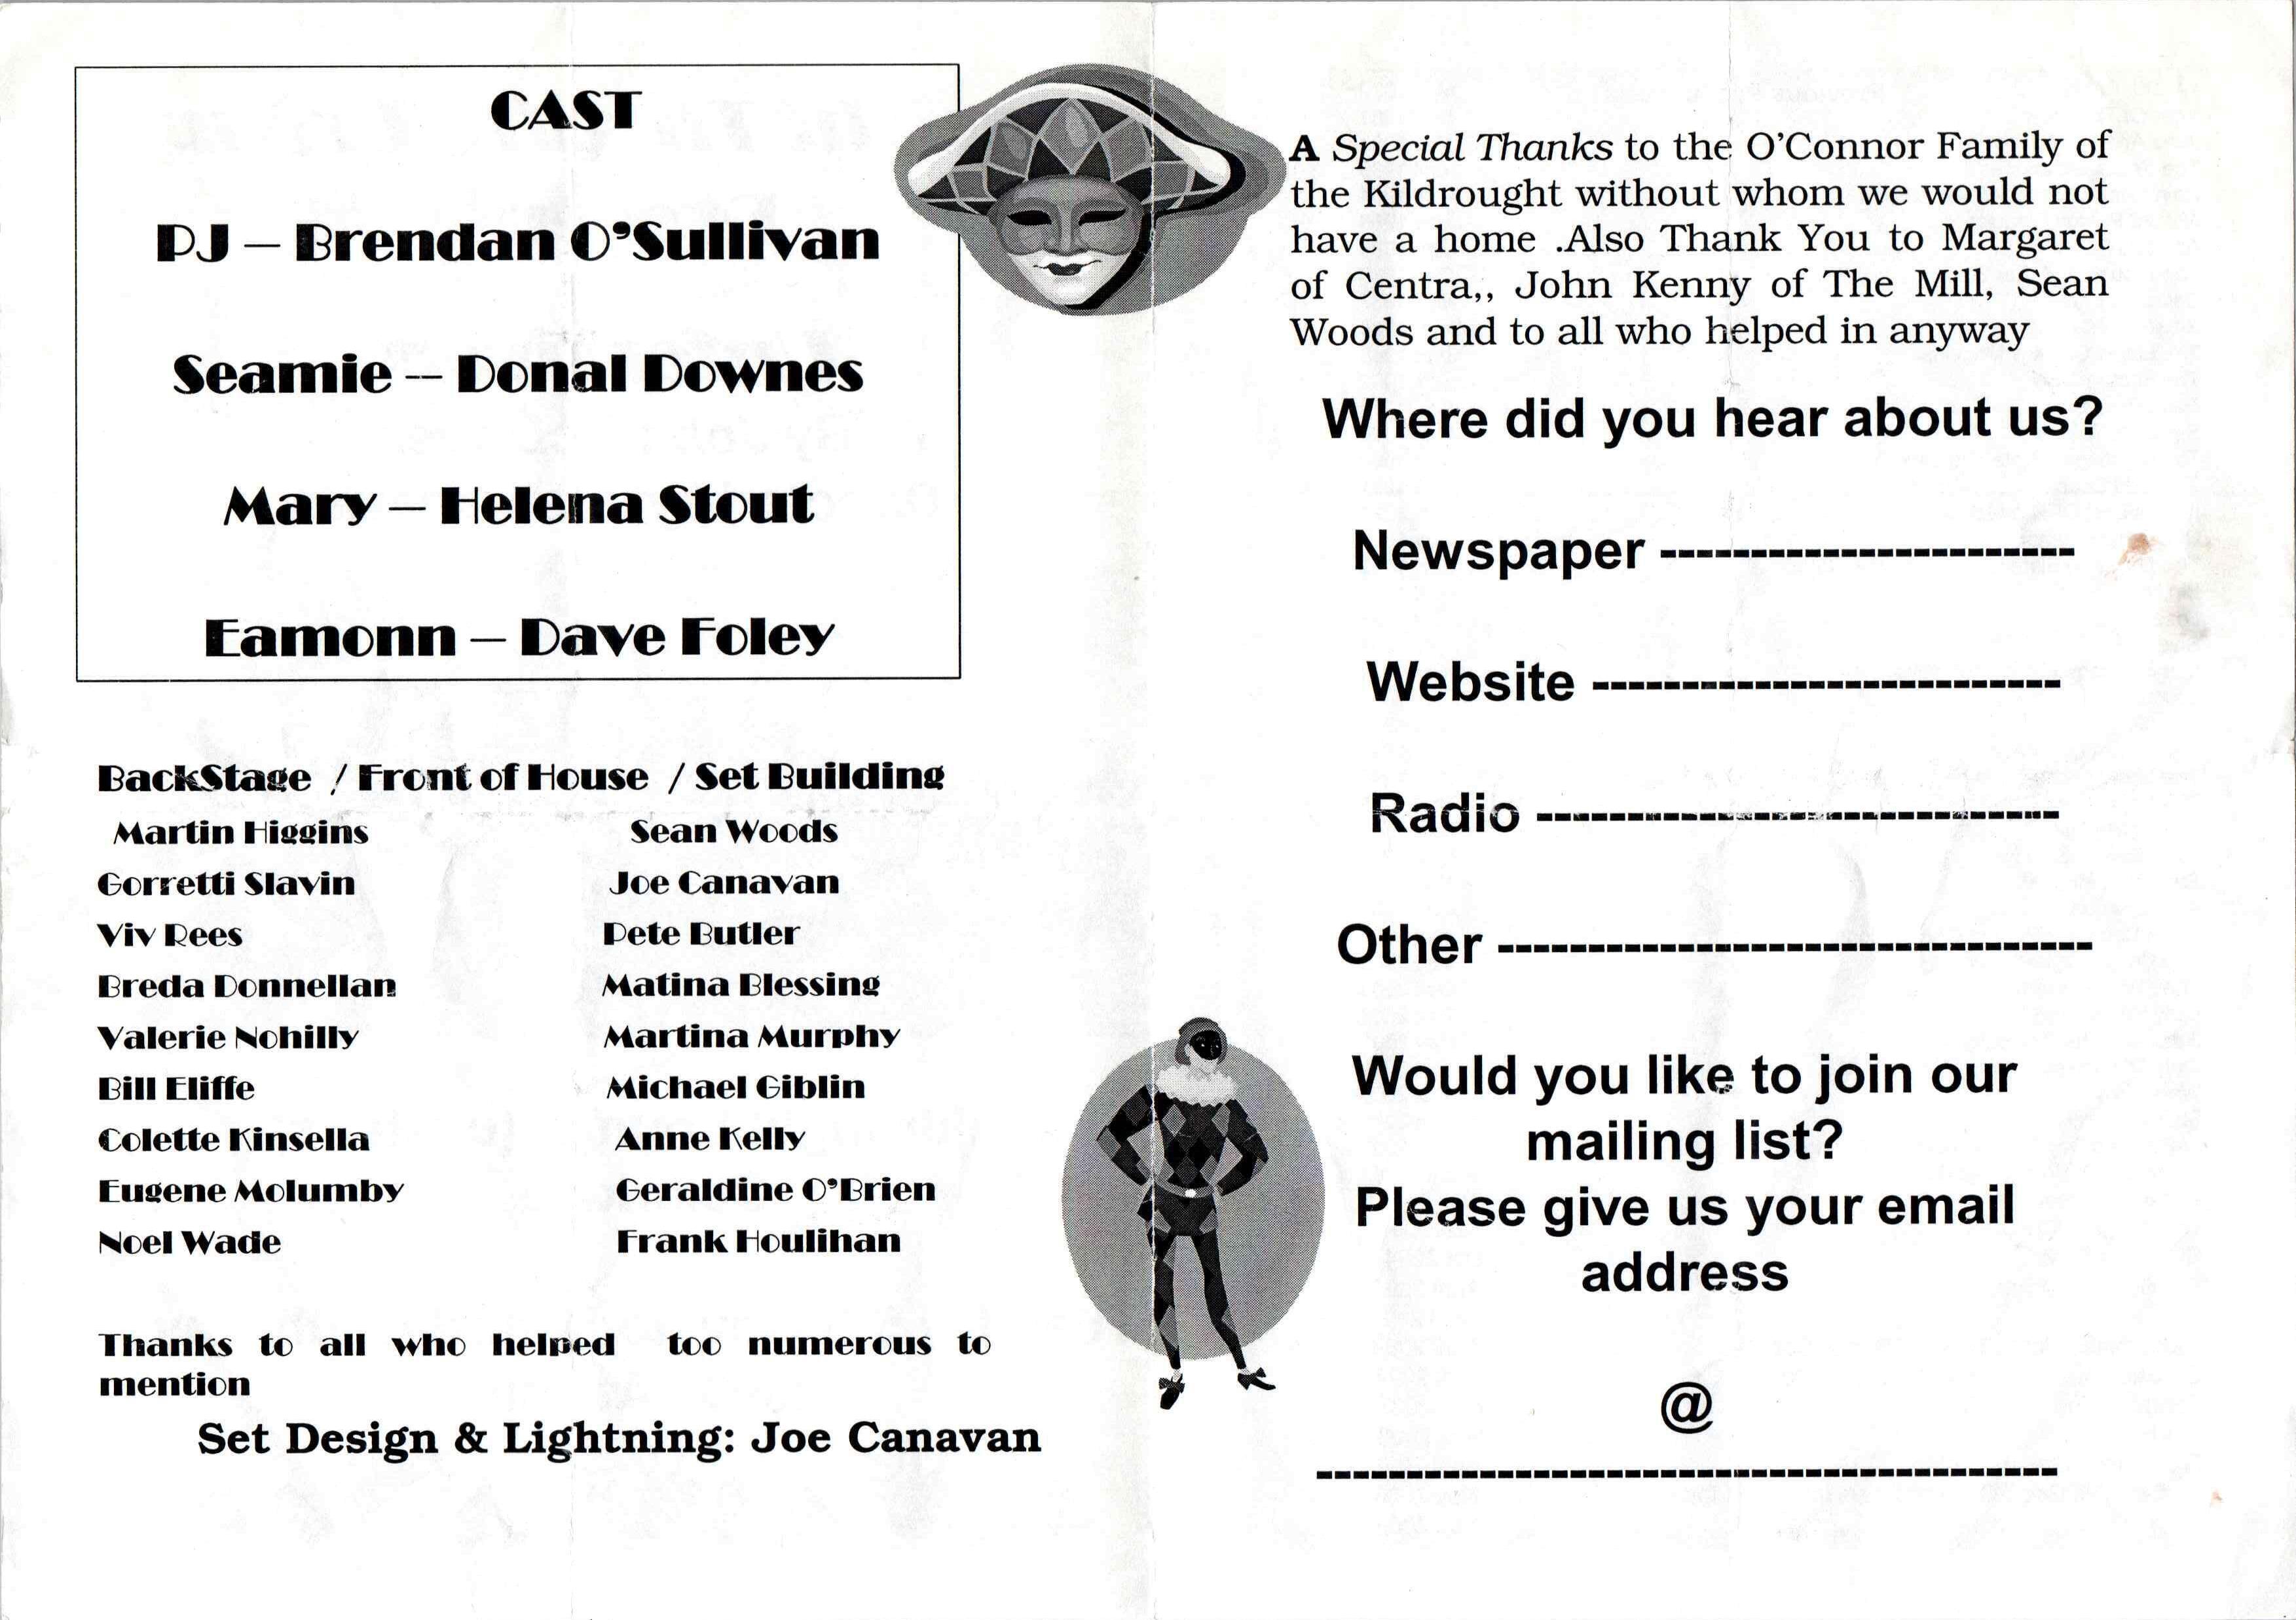 CAST
PJ – Brendan O'Sullivan
Seamie -- Donal Downes
Mary – Helena Stout
Eamonn – Dave Foley
BackStage / Front of House / Set Building
Martin Higgins Sean Woods
Gorretti Slavin Joe Canavan
Viv Rees Pete Butler
Breda Donnellan Matina Blessing
Valerie Nohilly Martina Murphy
Bill Eliffe Michael Giblin
Colette Kinsella Anne Kelly
Eugene Molumby Geraldine O'Brien
Noel Wade Frank Houlihan
Thanks to all who helped too numerous to
mention
Set Design & Lightning: Joe Canavan
A Special Thanks to the O'Connor Family of
the Kildrought without whom we would not
have a home .Also Thank You to Margaret
of Centra,, John Kenny of The Mill, Sean
Woods and to all who helped in anyway
Where did you hear about us?
Newspaper -----------------------
Website --------------------------
Radio -----------------------------
Other ---------------------------------
Would you like to join our
mailing list?
Please give us your email
address
@
-----------------------------------------